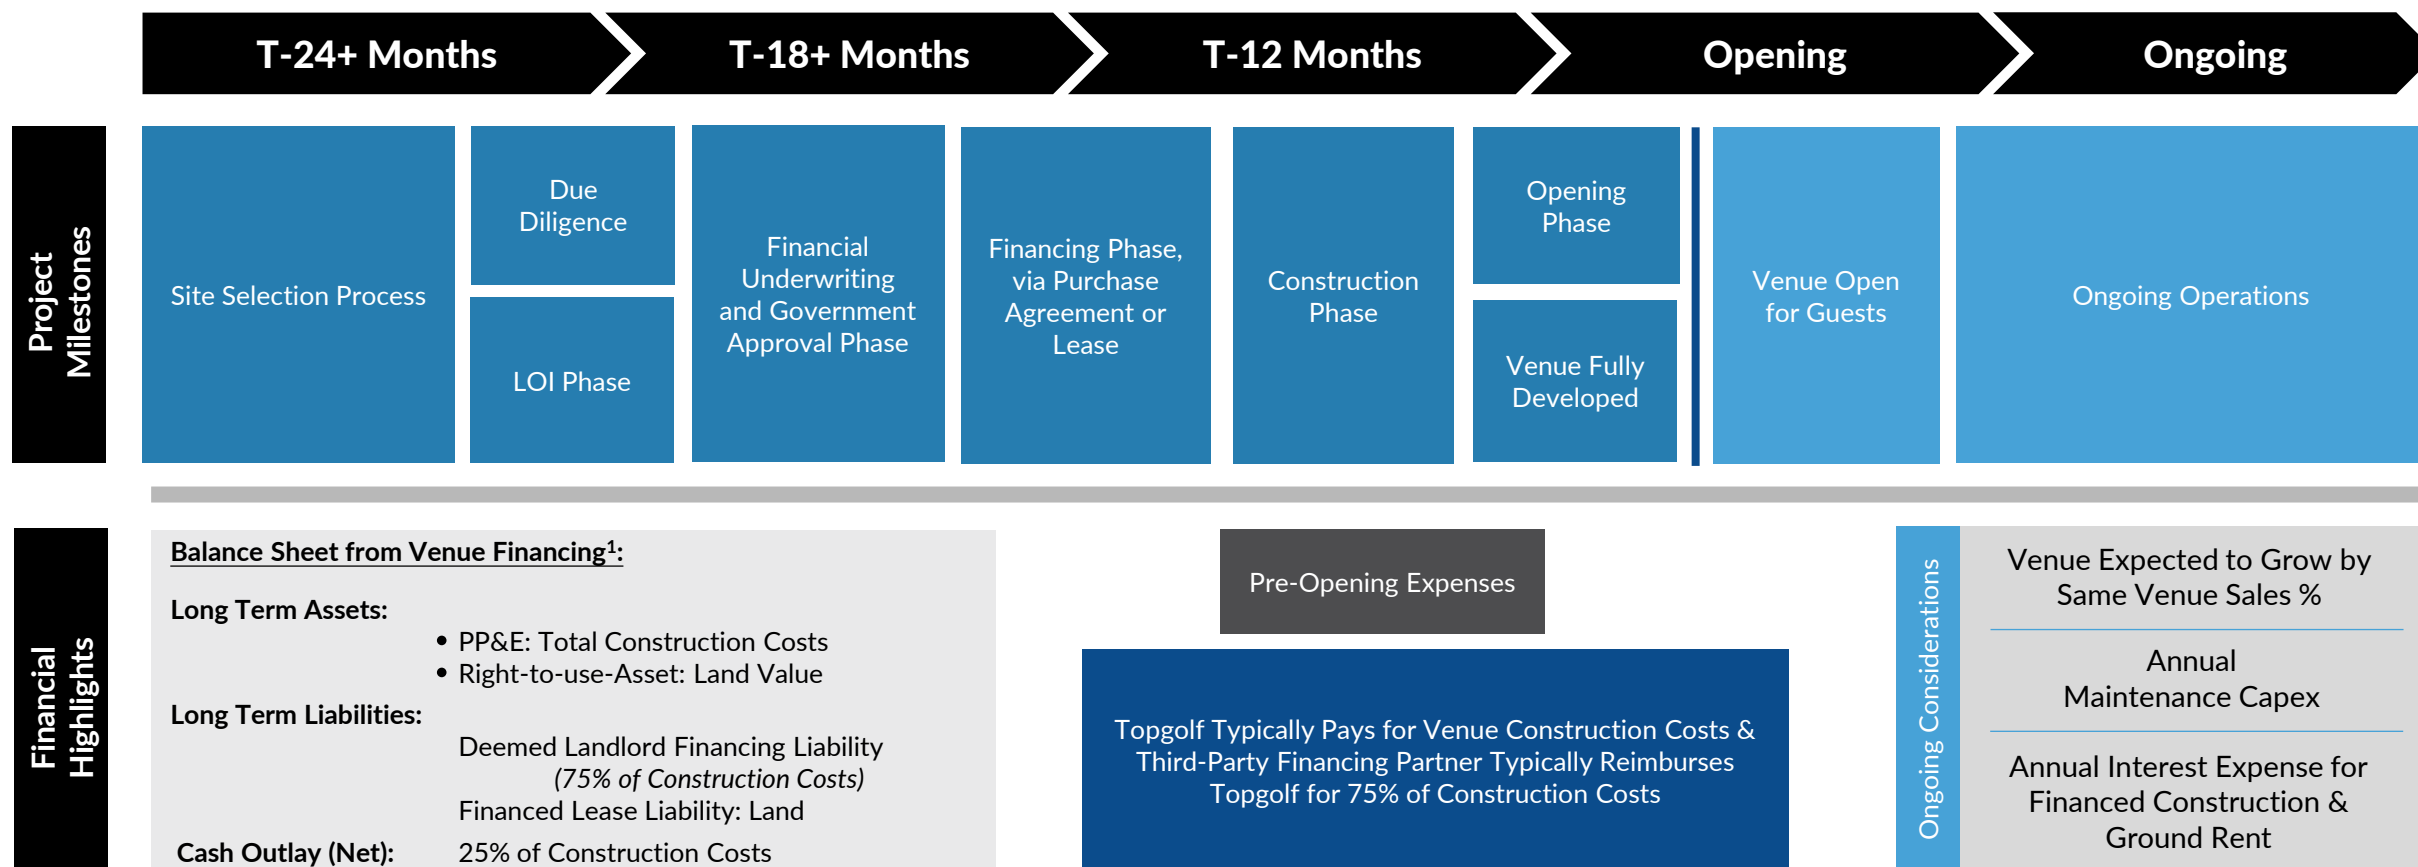 T-24+ Months
T-18+ Months
T-12 Months
Opening
Ongoing
Project
Milestones
Site Selection Process
Due
Diligence
LOI Phase
Financial
Underwriting
and Government
Approval Phase
Financing Phase,
via Purchase
Agreement or
Lease
Construction
Phase
Opening
Phase
Venue Fully
Developed
Venue Open
for Guests
Ongoing Operations
Financial
Highlights
Balance Sheet from Venue Financing¹:
Long Term Assets:
• PP&E: Total Construction Costs
• Right-to-use-Asset: Land Value
Long Term Liabilities:
Deemed Landlord Financing Liability
(75% of Construction Costs)
Financed Lease Liability: Land
Cash Outlay (Net): 25% of Construction Costs
Pre-Opening Expenses
Topgolf Typically Pays for Venue Construction Costs &
Third-Party Financing Partner Typically Reimburses
Topgolf for 75% of Construction Costs
Ongoing Considerations
Venue Expected to Grow by
Same Venue Sales %
Annual
Maintenance Capex
Annual Interest Expense for
Financed Construction &
Ground Rent